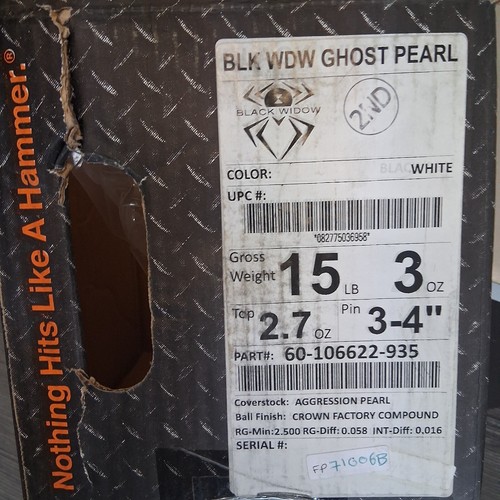 Nothing Hits Like A Hammer.®
BLK WDW GHOST PEARL
BLACK WIDOW
2ND
COLOR: BLACK WHITE
UPC #:
*082775036958*
Gross Weight 15 LB 3 OZ
Top 2.7 OZ Pin 3-4"
PART#: 60-106622-935
Coverstock: AGGRESSION PEARL
Ball Finish: CROWN FACTORY COMPOUND
RG-Min:2.500 RG-Diff: 0.058 INT-Diff: 0.016
SERIAL #:
FP71G06B